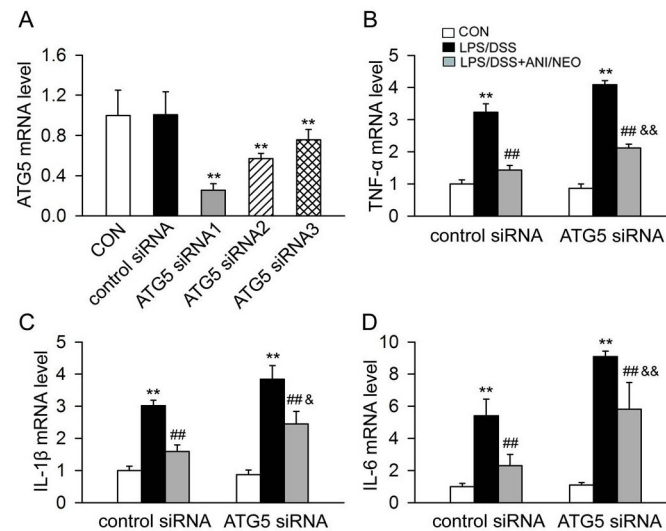 A
ATG5 mRNA level
1.6
1.2
0.8
0.4
0.0
**
**
**
CON
control siRNA
ATG5 siRNA1
ATG5 siRNA2
ATG5 siRNA3
B
CON
LPS/DSS
LPS/DSS+ANI/NEO
TNF-α mRNA level
5
4
3
2
1
0
**
##
**
## &&
control siRNA
ATG5 siRNA
C
IL-1β mRNA level
5
4
3
2
1
0
**
##
**
## &
control siRNA
ATG5 siRNA
D
IL-6 mRNA level
10
8
6
4
2
0
**
##
**
## &&
control siRNA
ATG5 siRNA